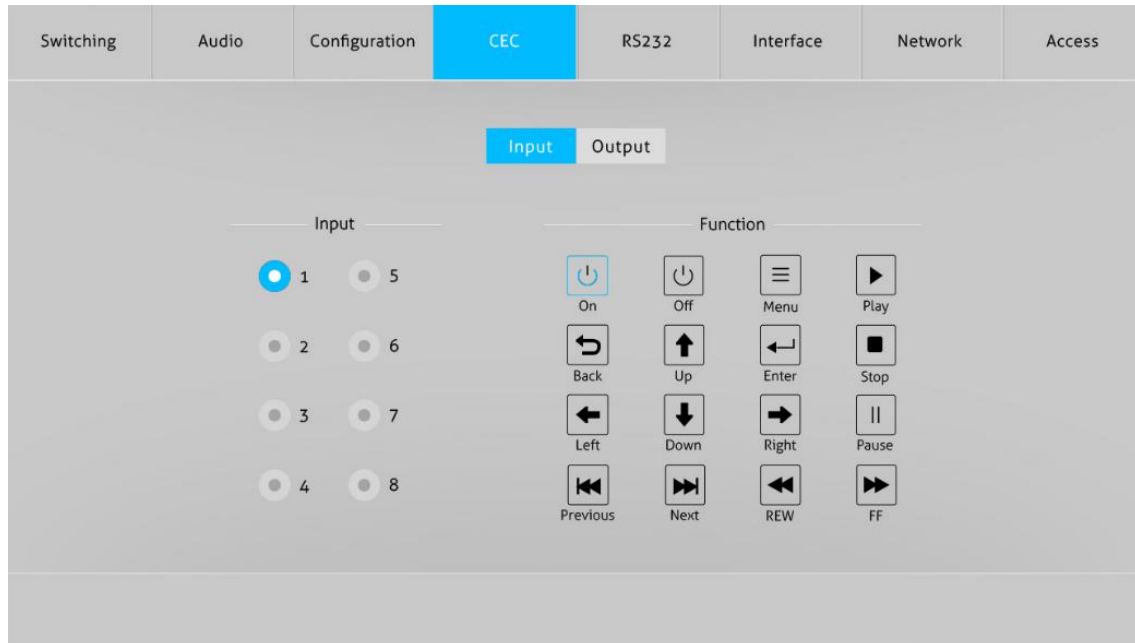 Switching Audio Configuration CEC RS232 Interface Network Access
Input Output
Input
1 5
2 6
3 7
4 8
Function
On Off Menu Play
Back Up Enter Stop
Left Down Right Pause
Previous Next REW FF